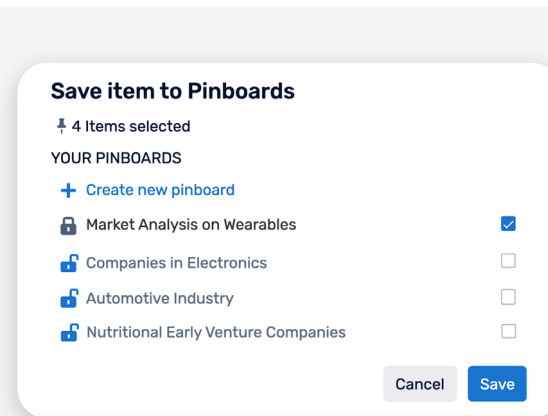 Save item to Pinboards
4 Items selected
YOUR PINBOARDS
+ Create new pinboard
Market Analysis on Wearables
Companies in Electronics
Automotive Industry
Nutritional Early Venture Companies
Cancel Save